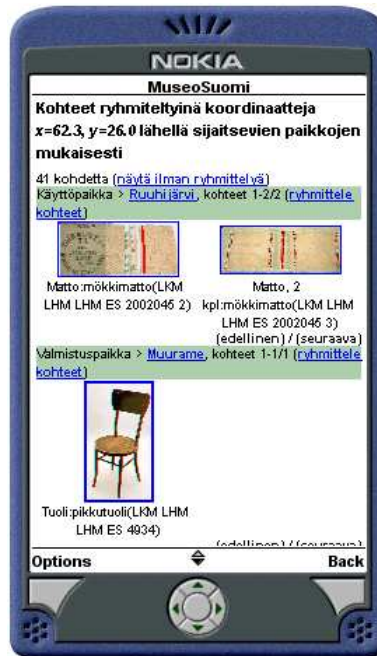 NOKIA
MuseoSuomi
Kohteet ryhmiteltyinä koordinaatteja
x=62.3, y=26.0 lähellä sijaitsevien paikkojen
mukaisesti
41 kohdetta (näytä ilman ryhmittelyä)
Käyttöpaikka > Ruuhijärvi, kohteet 1-2/2 (ryhmittele
kohteet)
Matto:mökkimatto(LKM
LHM LHM ES 2002045 2)
Matto, 2
kpl:mökkimatto(LKM LHM
LHM ES 2002045 3)
(edellinen) / (seuraava)
Valmistuspaikka > Muurame, kohteet 1-1/1 (ryhmittele
kohteet)
Tuoli:pikkutuoli(LKM LHM
LHM ES 4934)
(edellinen) / (seuraava)
Options
Back